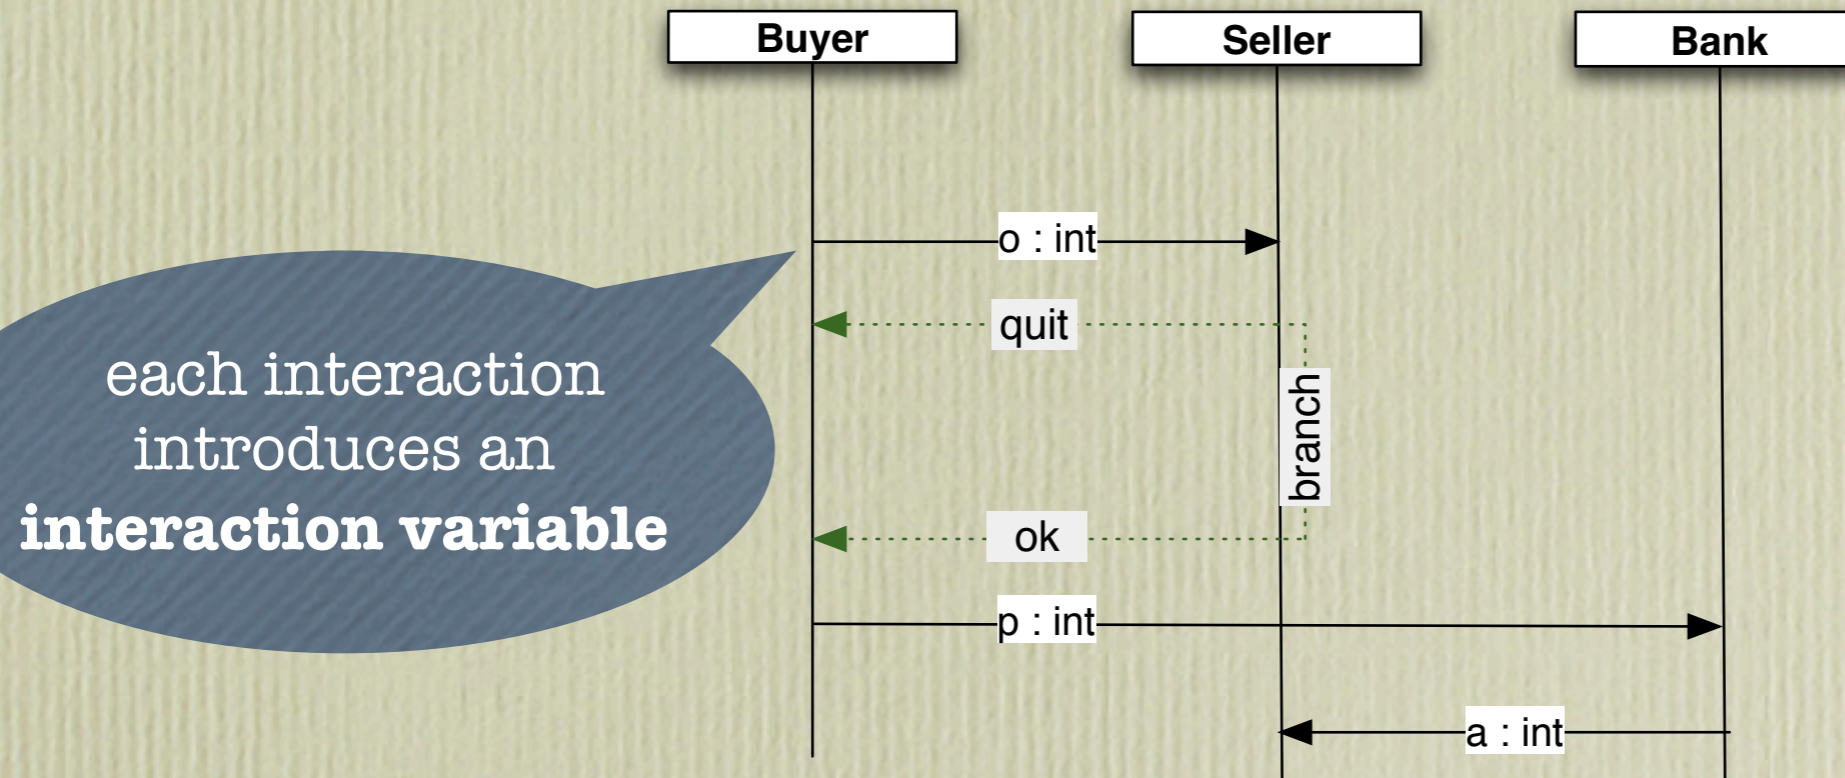 Buyer
Seller
Bank
o : int
quit
each interaction
introduces an
interaction variable
branch
ok
p : int
a : int